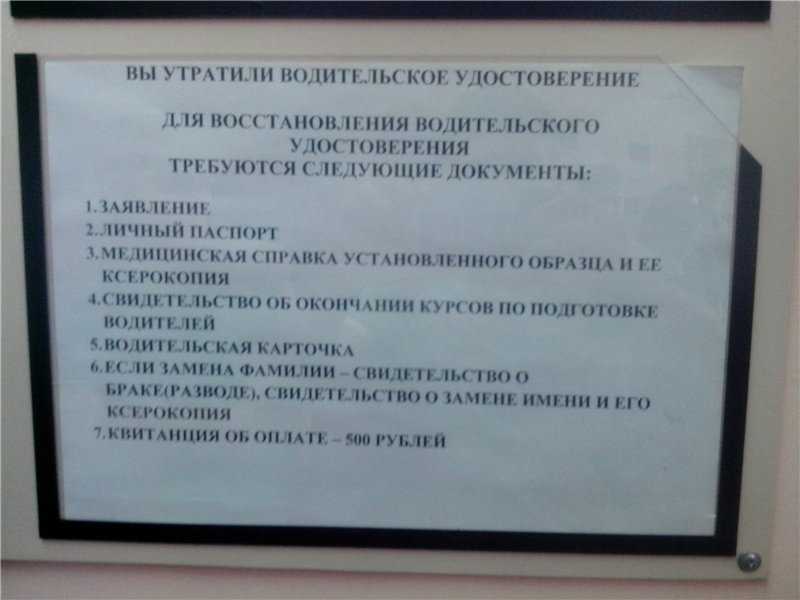 ВЫ УТРАТИЛИ ВОДИТЕЛЬСКОЕ УДОСТОВЕРЕНИЕ
ДЛЯ ВОССТАНОВЛЕНИЯ ВОДИТЕЛЬСКОГО
УДОСТОВЕРЕНИЯ
ТРЕБУЮТСЯ СЛЕДУЮЩИЕ ДОКУМЕНТЫ:
1.ЗАЯВЛЕНИЕ
2.ЛИЧНЫЙ ПАСПОРТ
3.МЕДИЦИНСКАЯ СПРАВКА УСТАНОВЛЕННОГО ОБРАЗЦА И ЕЕ
КСЕРОКОПИЯ
4.СВИДЕТЕЛЬСТВО ОБ ОКОНЧАНИИ КУРСОВ ПО ПОДГОТОВКЕ
ВОДИТЕЛЕЙ
5.ВОДИТЕЛЬСКАЯ КАРТОЧКА
6.ЕСЛИ ЗАМЕНА ФАМИЛИИ – СВИДЕТЕЛЬСТВО О
БРАКЕ(РАЗВОДЕ), СВИДЕТЕЛЬСТВО О ЗАМЕНЕ ИМЕНИ И ЕГО
КСЕРОКОПИЯ
7.КВИТАНЦИЯ ОБ ОПЛАТЕ – 500 РУБЛЕЙ